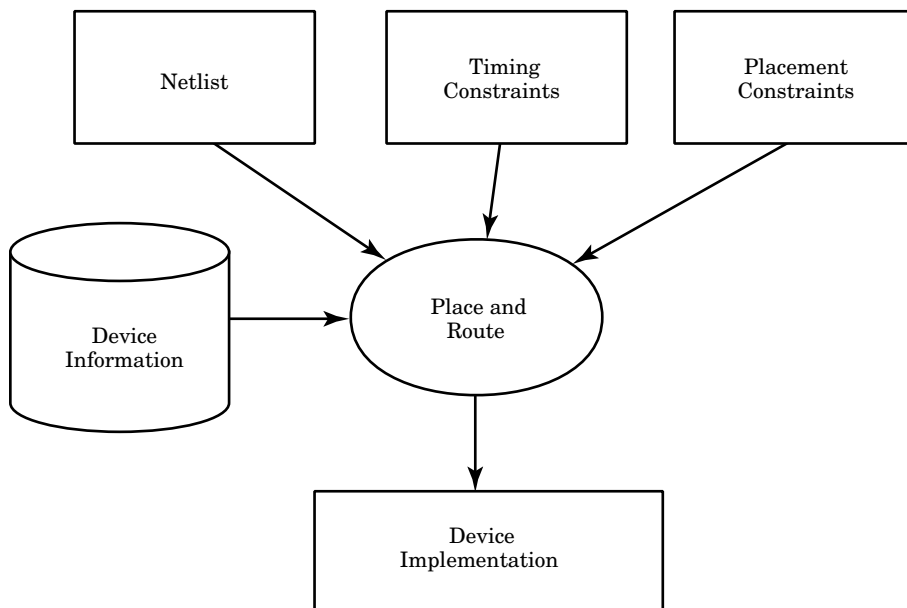 Netlist
Timing
Constraints
Placement
Constraints
Device
Information
Place and
Route
Device
Implementation